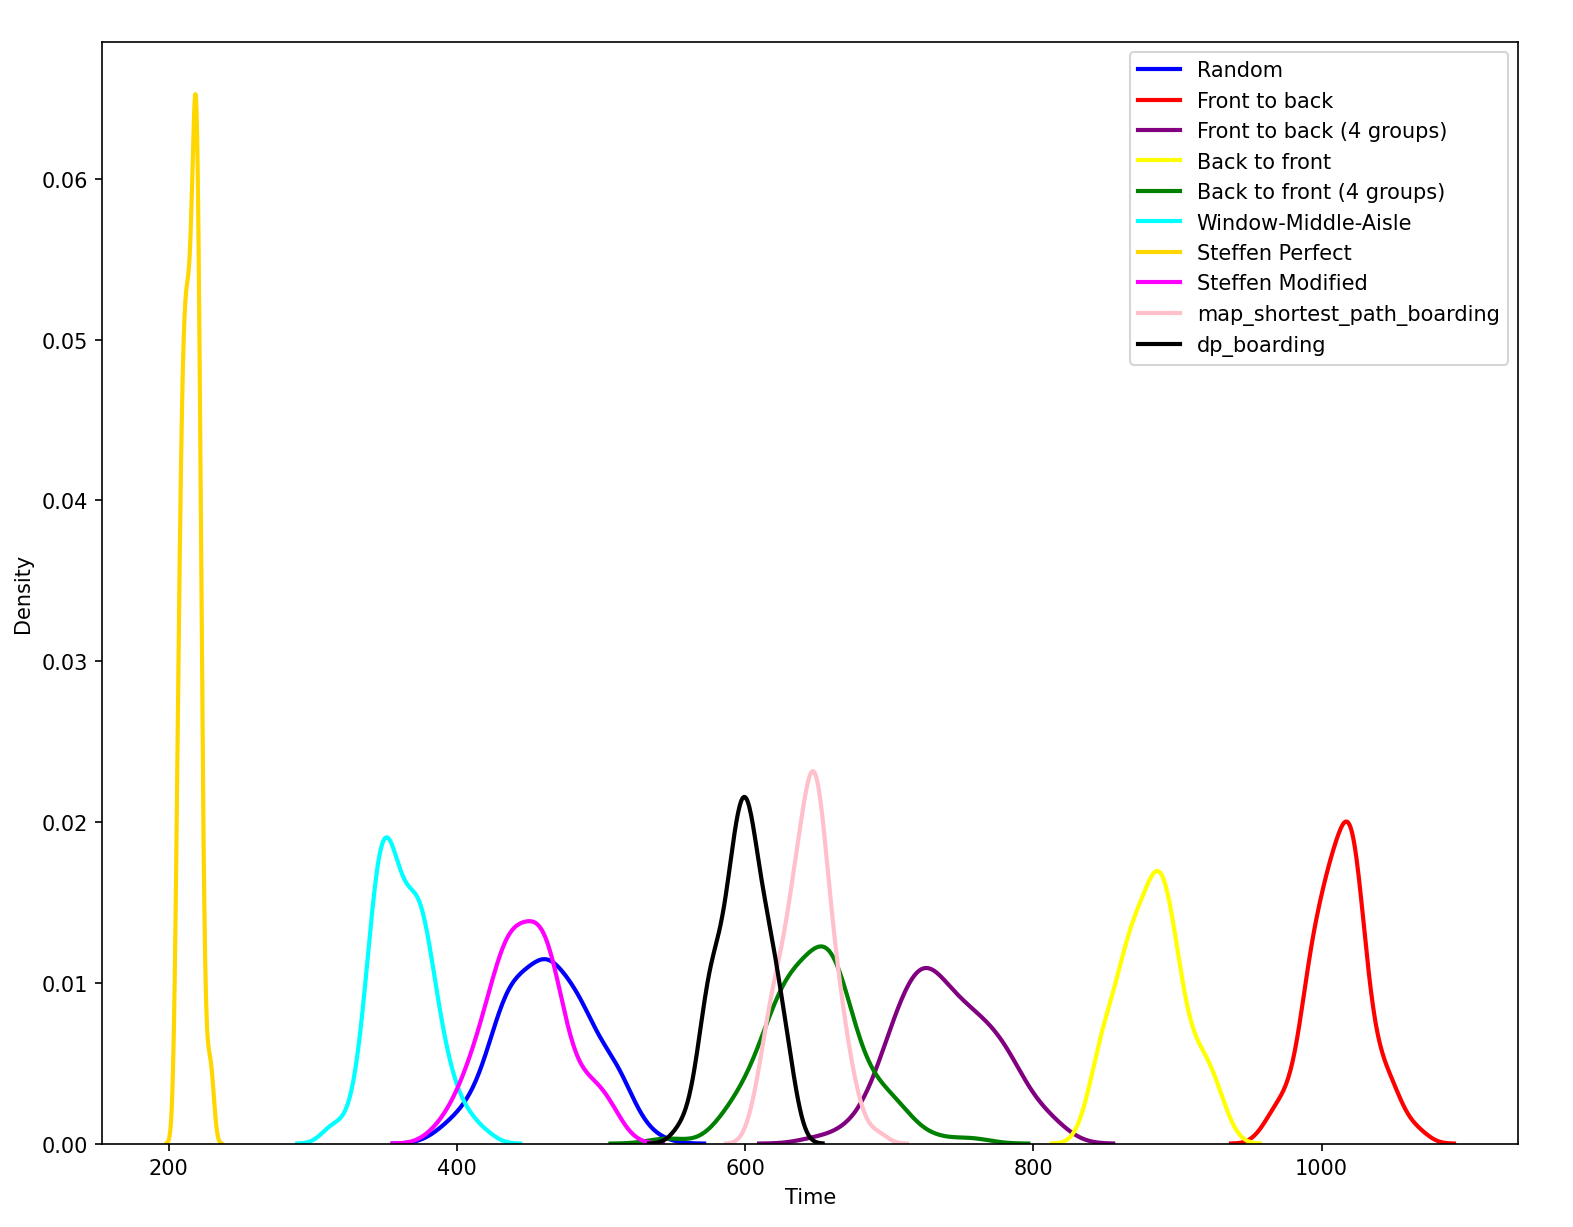 Random
Front to back
Front to back (4 groups)
Back to front
Back to front (4 groups)
Window-Middle-Aisle
Steffen Perfect
Steffen Modified
map_shortest_path_boarding
dp_boarding
0.06
0.05
0.04
0.03
0.02
0.01
0.00
Density
200 400 600 800 1000
Time